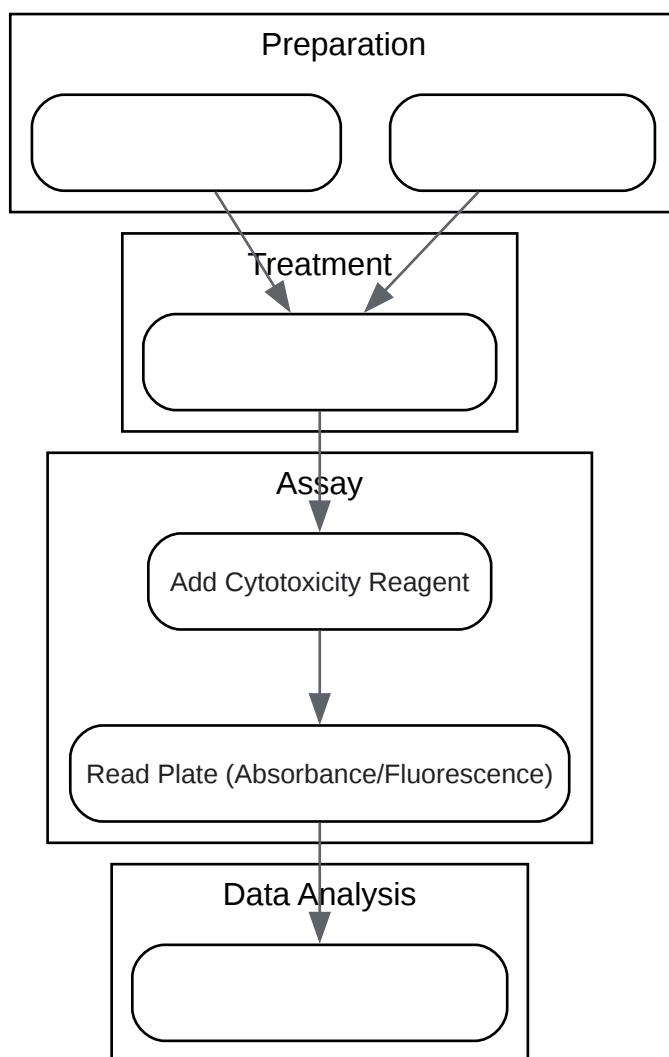 Preparation
Treatment
Assay
Add Cytotoxicity Reagent
Read Plate (Absorbance/Fluorescence)
Data Analysis